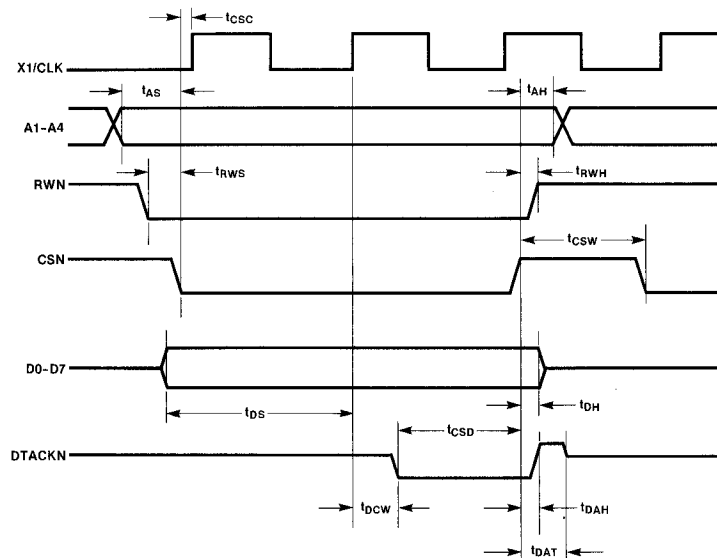 tCSC
X1/CLK
tAS
tAH
A1–A4
tRWS
tRWH
RWN
tCSW
CSN
D0–D7
tDS
tDH
tCSD
DTACKN
tDCW
tDAH
tDAT